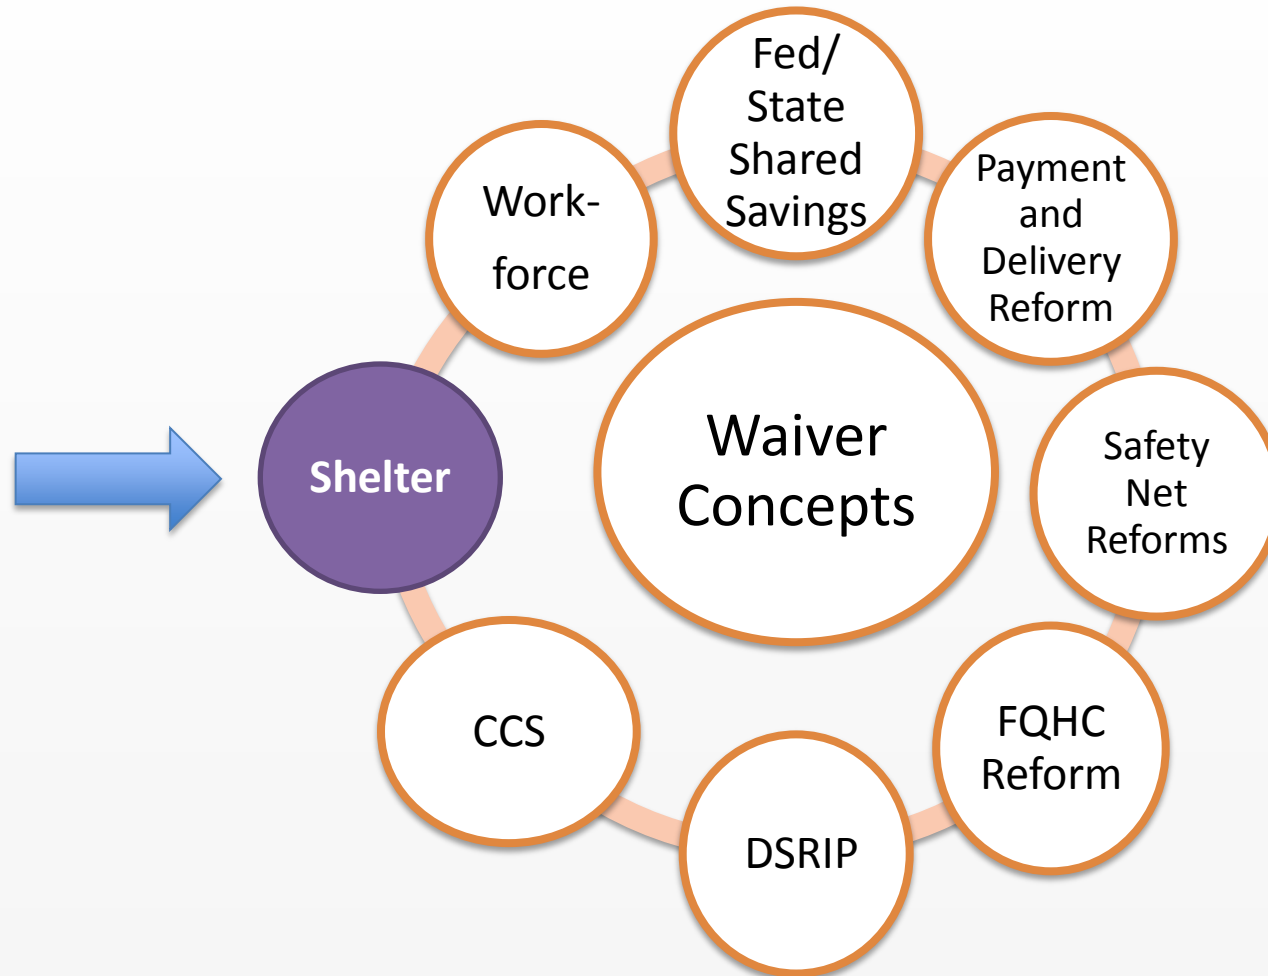 Fed/
State
Shared
Savings
Payment
and
Delivery
Reform
Safety
Net
Reforms
FQHC
Reform
DSRIP
CCS
Shelter
Work-
force
Waiver
Concepts